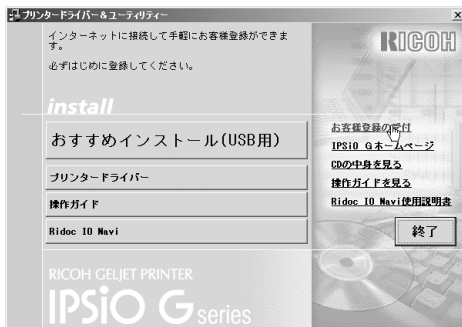 プリンタードライバー＆ユーティリティー
インターネットに接続して手軽にお客様登録ができま
す。
必ずはじめに登録してください。
RICOH
install
おすすめインストール(USB用)
プリンタードライバー
操作ガイド
Ridoc IO Navi
お客様登録の受付
IPSiO Gホームページ
CDの中身を見る
操作ガイドを見る
Ridoc IO Navi使用説明書
終了
RICOH GELJET PRINTER
IPSiO G series